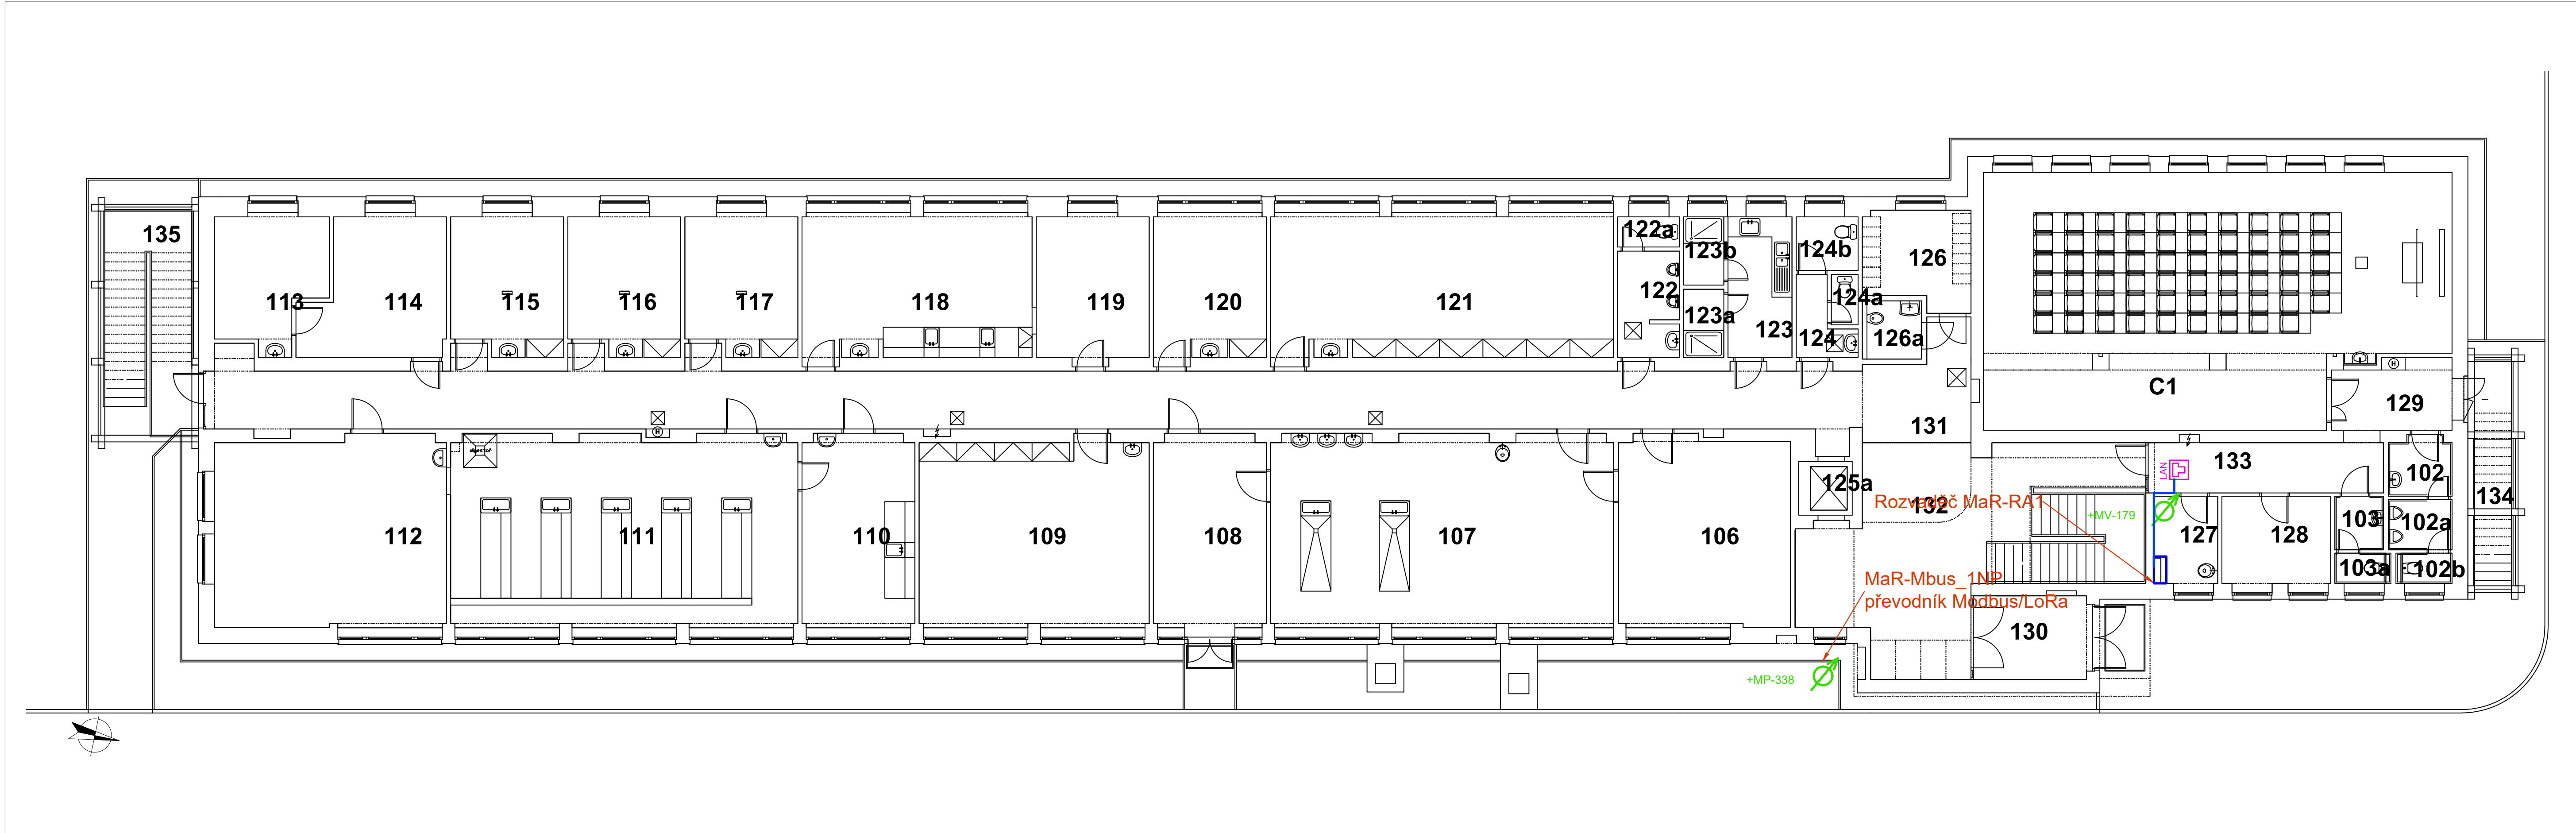 135
113
114
115
116
117
118
119
120
121
122a
122
123b
123a
123
124b
124a
124
126
126a
C1
129
131
132
133
102
134
125a
LAN
Rozvaděč MaR-RA1
+MV-179
127
128
103
102a
103a
102b
112
digestoř
111
110
109
108
107
106
MaR-Mbus_1NP
převodník Modbus/LoRa
130
+MP-338
H
H